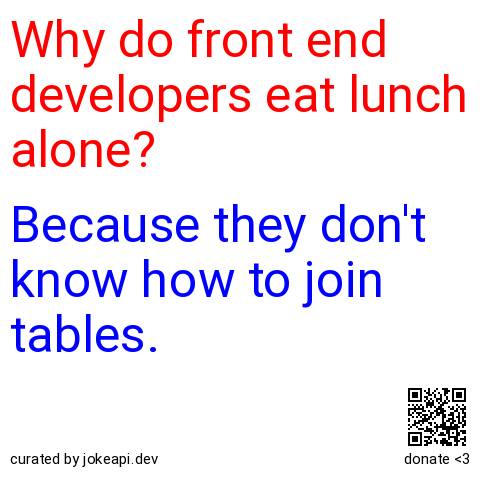 Why do front end
developers eat lunch
alone?
Because they don't
know how to join
tables.
curated by jokeapi.dev
donate <3